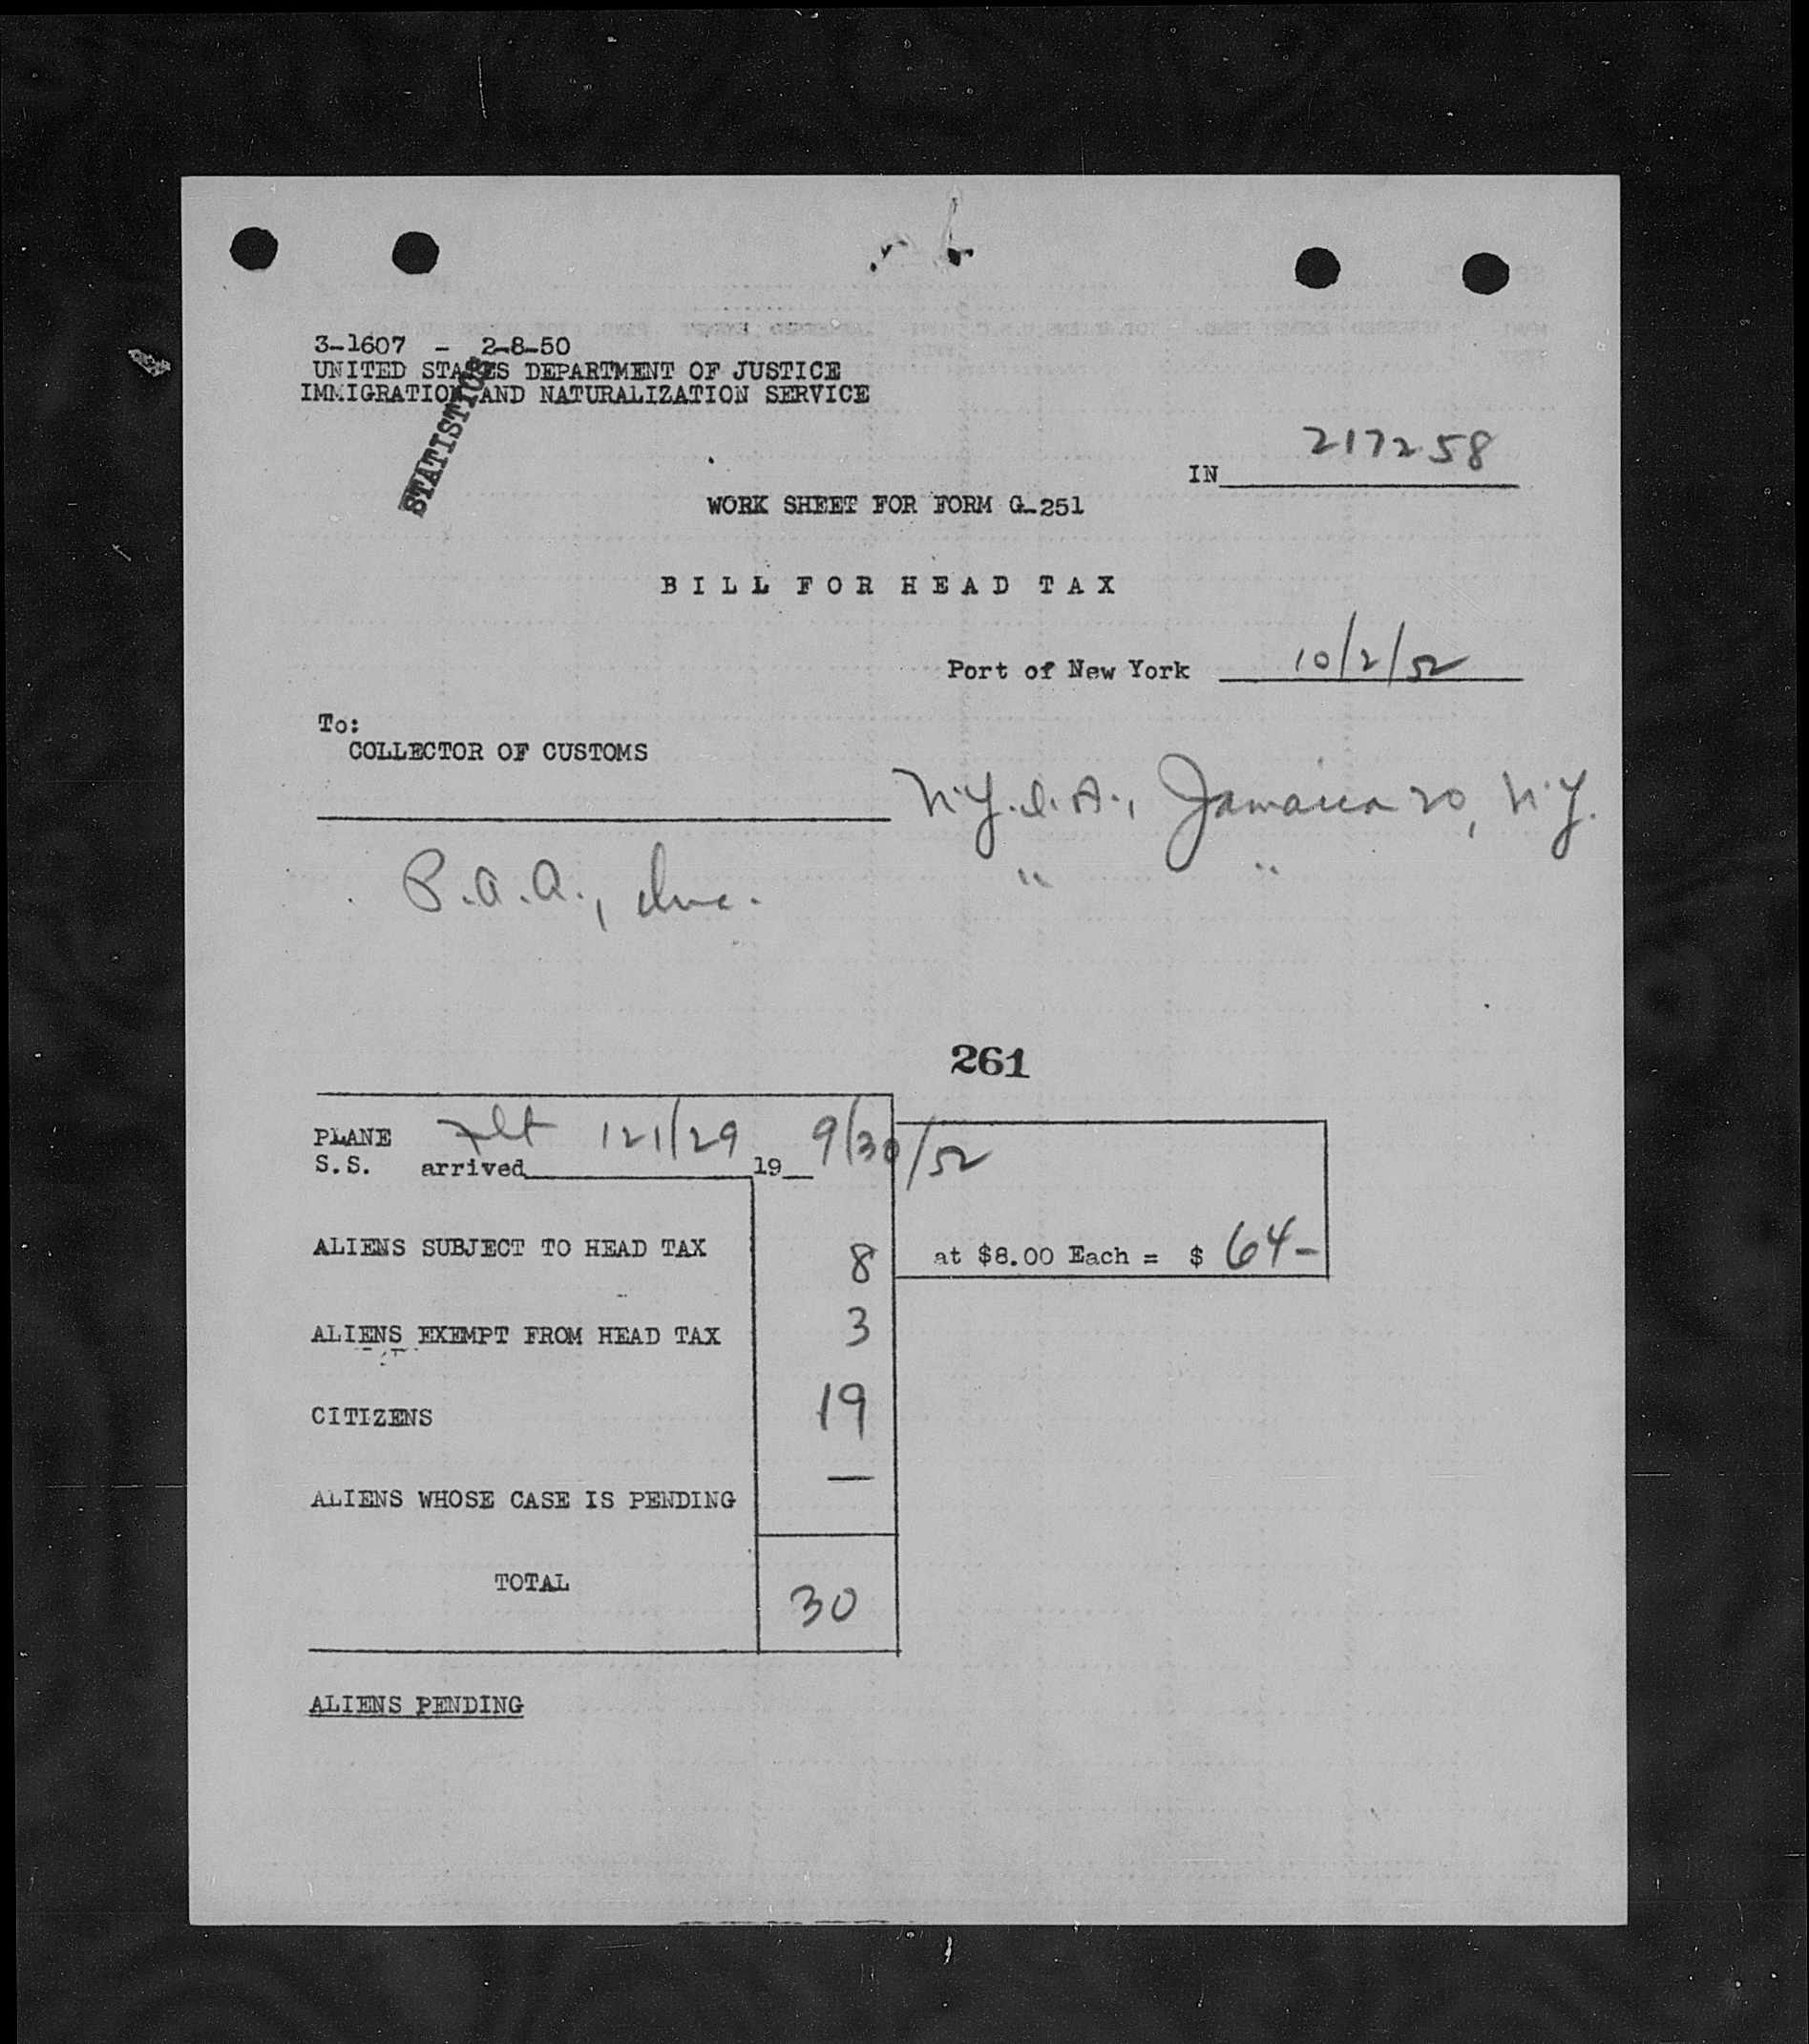 3-1607 - 2-8-50
UNITED STATES DEPARTMENT OF JUSTICE
IMMIGRATION AND NATURALIZATION SERVICE
STATISTICS
IN 217258
WORK SHEET FOR FORM G-251
BILL FOR HEAD TAX
Port of New York 10/2/52
To:
COLLECTOR OF CUSTOMS
N.Y.I.A., Jamaica 20, N.Y.
P.A.A., Inc. " "
261
PLANE Flt 121/29 9/30/52
S.S. arrived 19
ALIENS SUBJECT TO HEAD TAX 8 at $8.00 Each = $ 64-
ALIENS EXEMPT FROM HEAD TAX 3
CITIZENS 19
ALIENS WHOSE CASE IS PENDING —
TOTAL 30
ALIENS PENDING